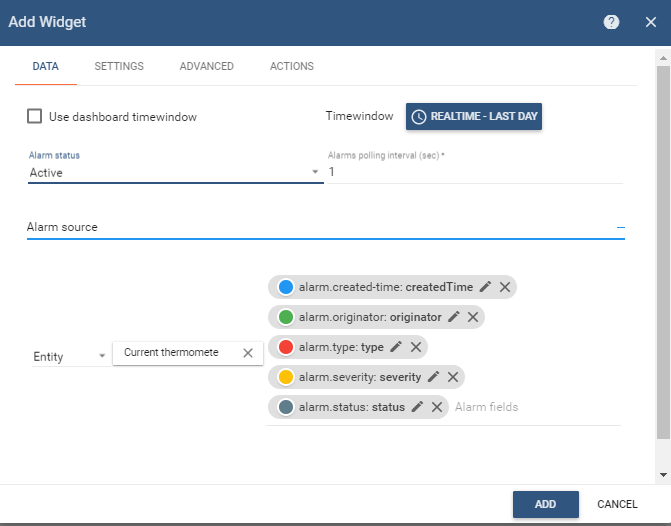 Add Widget
DATA SETTINGS ADVANCED ACTIONS
Use dashboard timewindow Timewindow REALTIME - LAST DAY
Alarm status Alarms polling interval (sec) *
Active 1
Alarm source
alarm.created-time: createdTime
alarm.originator: originator
Entity Current thermomete alarm.type: type
alarm.severity: severity
alarm.status: status Alarm fields
ADD CANCEL